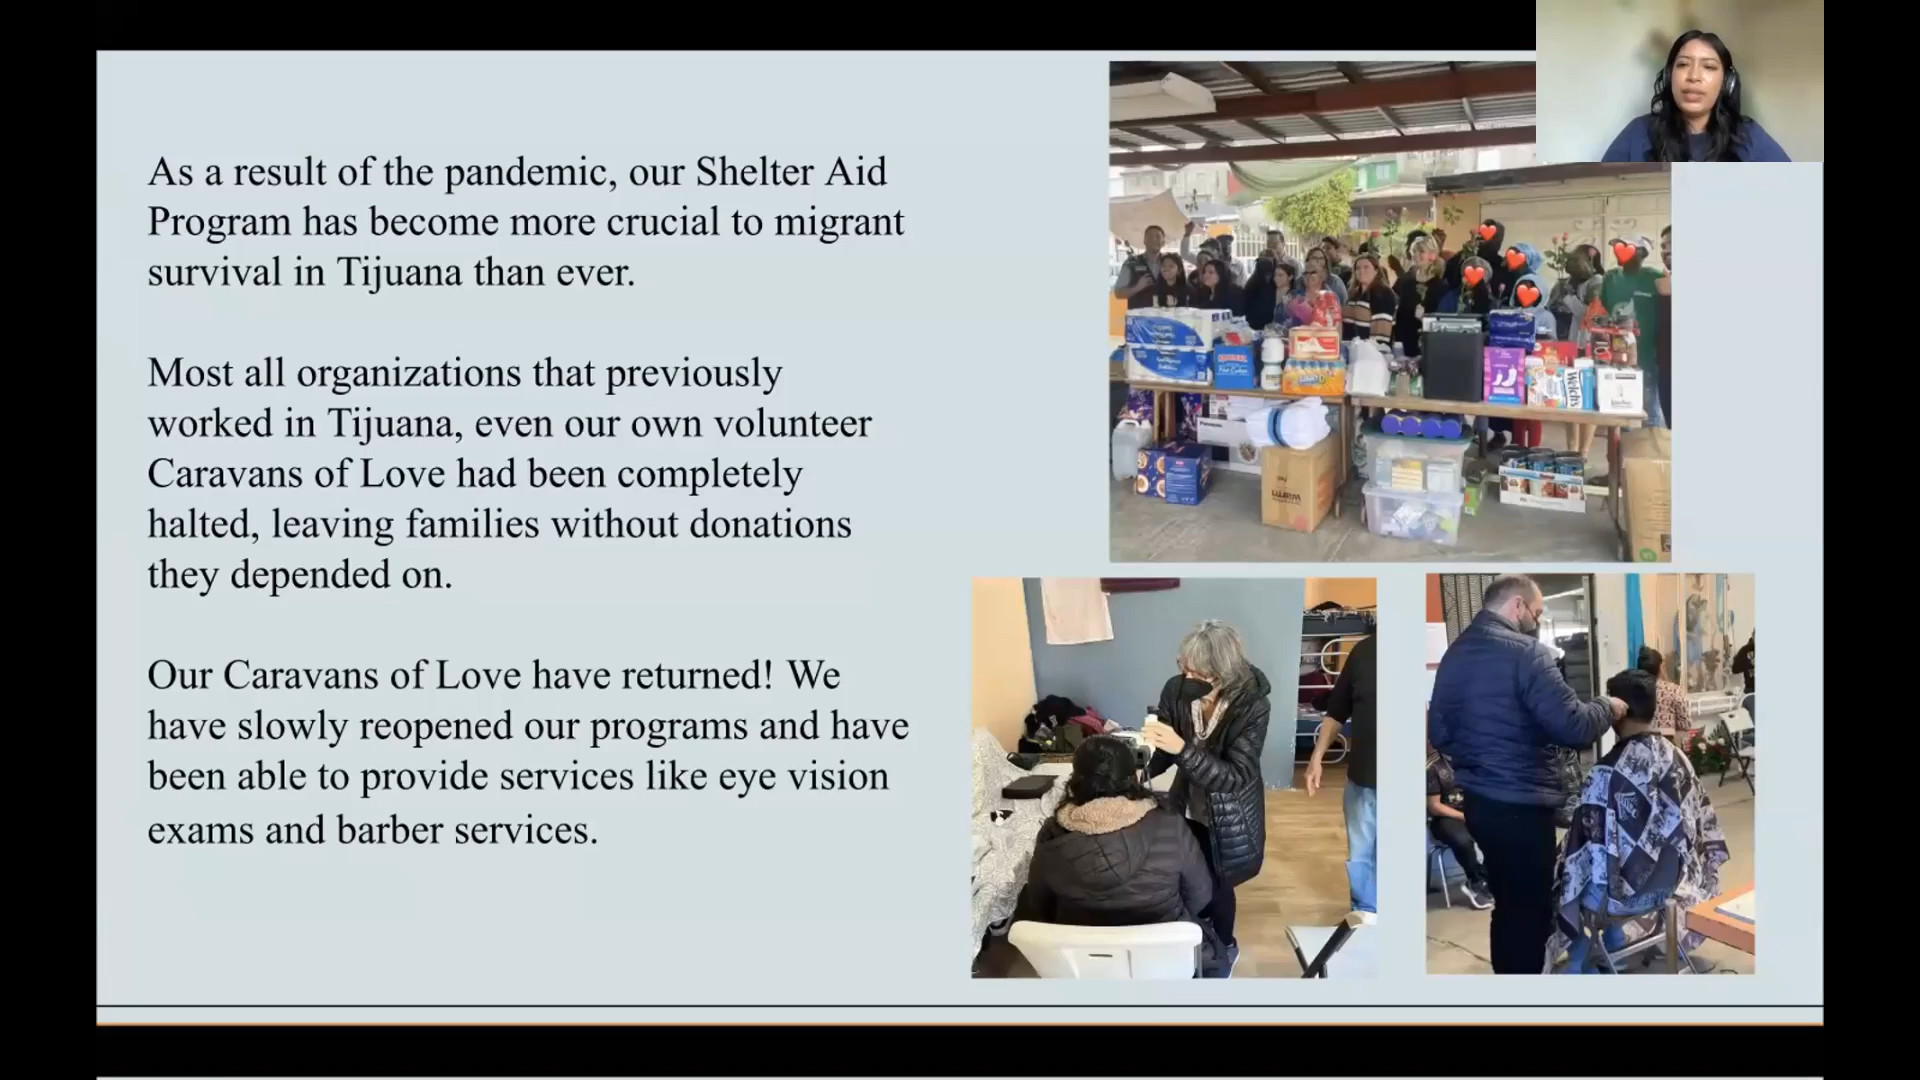 As a result of the pandemic, our Shelter Aid
Program has become more crucial to migrant
survival in Tijuana than ever.
Most all organizations that previously
worked in Tijuana, even our own volunteer
Caravans of Love had been completely
halted, leaving families without donations
they depended on.
Our Caravans of Love have returned! We
have slowly reopened our programs and have
been able to provide services like eye vision
exams and barber services.
Welch's